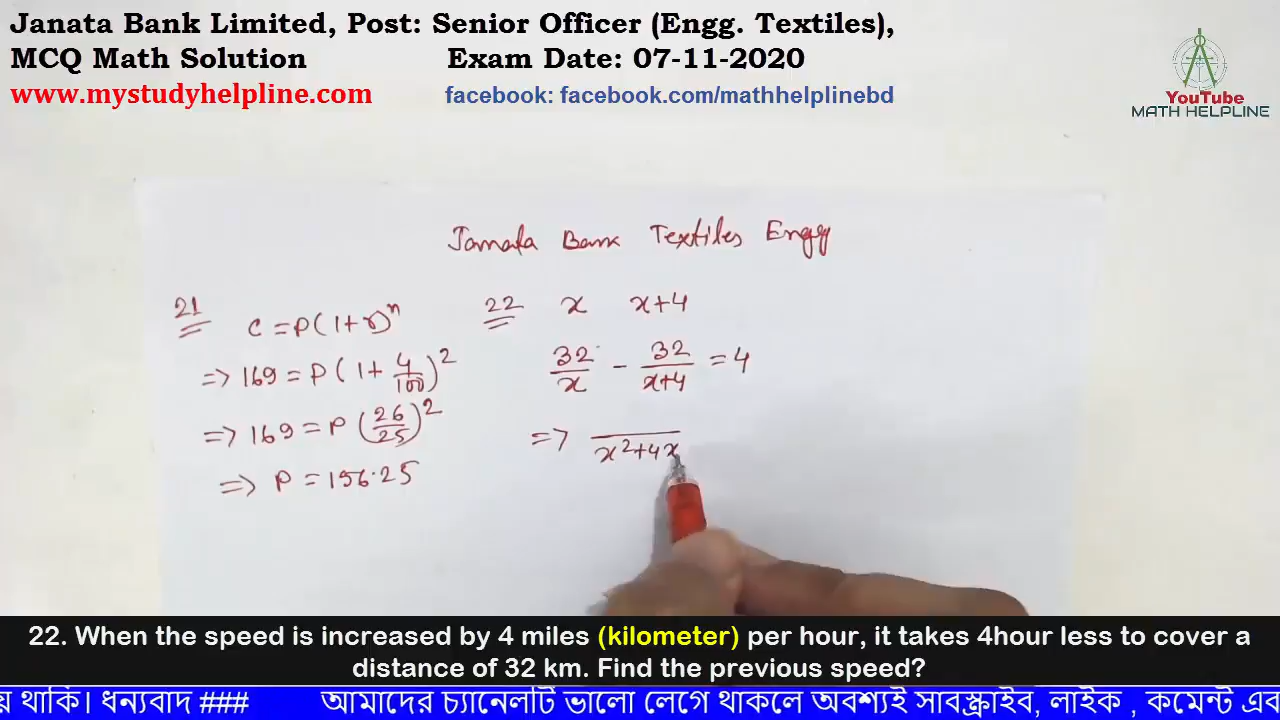 Janata Bank Limited, Post: Senior Officer (Engg. Textiles),
MCQ Math Solution Exam Date: 07-11-2020
www.mystudyhelpline.com facebook: facebook.com/mathhelplinebd
YouTube
MATH HELPLINE
Janata Bank Textiles Engg
21
C = P(1+r)^n
=> 169 = P(1 + 4/100)^2
=> 169 = P(26/25)^2
=> P = 156.25
22 x x+4
32/x - 32/x+4 = 4
=> x^2+4x
22. When the speed is increased by 4 miles (kilometer) per hour, it takes 4hour less to cover a
distance of 32 km. Find the previous speed?
থাকি। ধন্যবাদ ### আমাদের চ্যানেলটি ভালো লেগে থাকলে অবশ্যই সাবস্ক্রাইব, লাইক , কমেন্ট